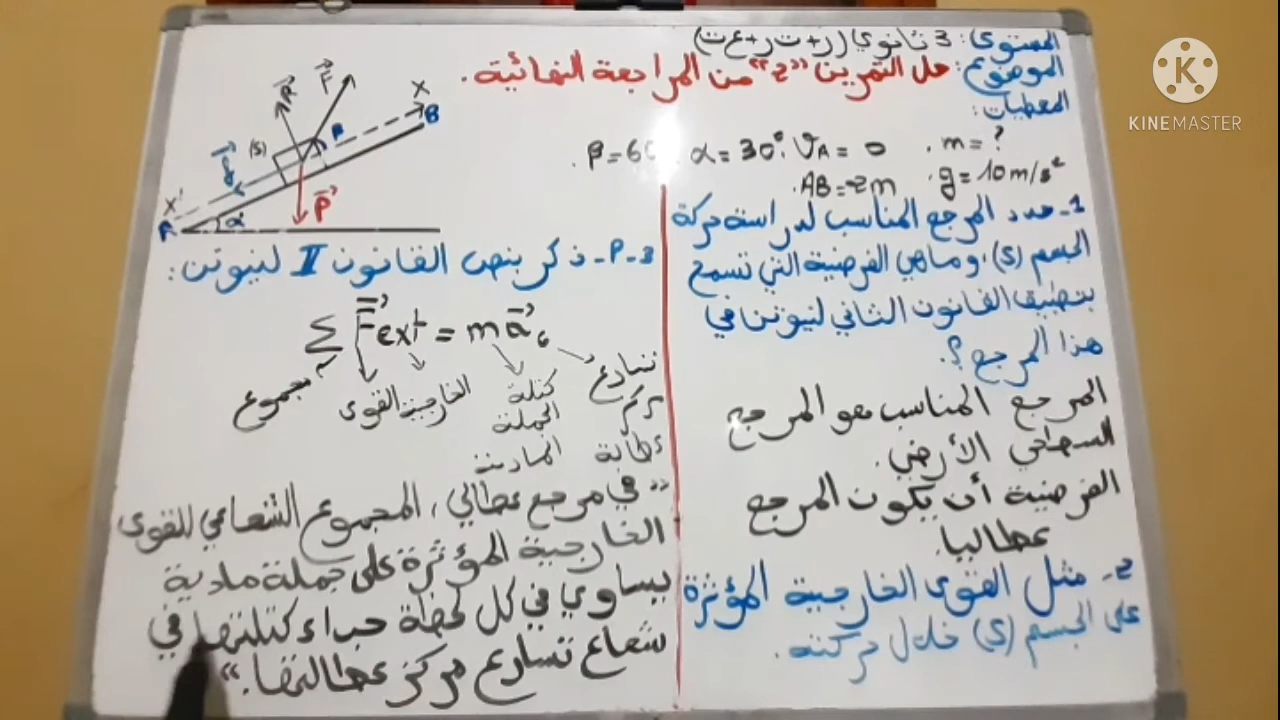 المستوى: 3 ثانوي (ر+ت ر+ع ت)
الموضوع: حل التمرين "2" من المراجعة النهائية.
المعطيات:
m = ? . V_A = 0 . α = 30° . β = 60
g = 10 m/s² . AB = 2m
1- حدد المرجع المناسب لدراسة حركة
الجسم (S)، وماهي الفرضية التي تسمح
بتطبيق القانون الثاني لنيوتن في
هذا المرجع؟.
المرجع المناسب هو المرجع
السطحي الأرضي.
الفرضية أن يكون المرجع
عطاليا.
2- مثل القوى الخارجية المؤثرة
على الجسم (S) خلال حركته.
R⃗
F⃗
X
B
β
(S)
f⃗
X'
A
α
P⃗
3-P- ذكر بنص القانون II لنيوتن:
Σ F⃗ext = m a⃗G
مجموع
القوى
الخارجية
كتلة
الجملة
المادية
تسارع
مركز
عطالة
"في مرجع عطالي، المجموع الشعاعي للقوى
الخارجية المؤثرة على جملة مادية
يساوي في كل لحظة جداء كتلتها في
شعاع تسارع مركز عطالتها."
K
KINEMASTER